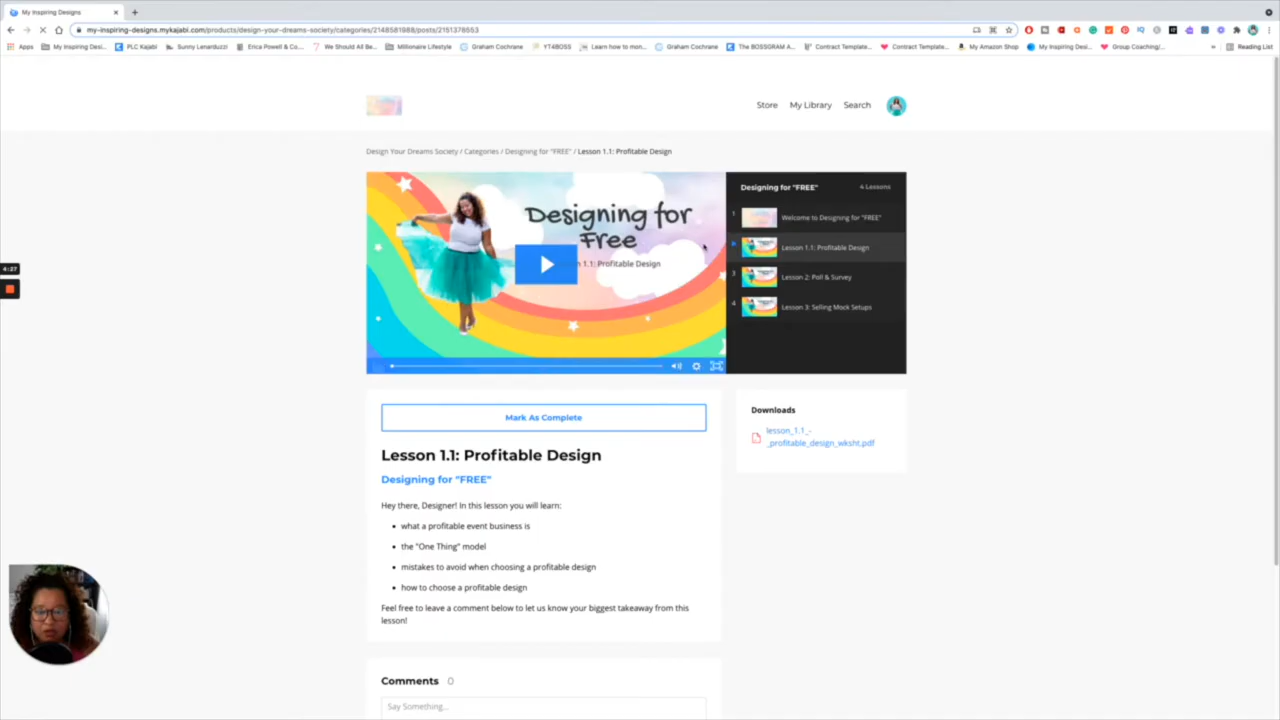 My Inspiring Designs
my-inspiring-designs.mykajabi.com/products/design-your-dreams-society/categories/2148581988/posts/2151378553
Apps My Inspiring Desi... PLC Kajabi Sunny Lenarduzzi Erica Powell & Co.... We Should All Be... Millionaire Lifestyle Graham Cochrane YT4BOSS Learn how to mon... Graham Cochrane The BOSSGRAM A... Contract Template... Contract Template... My Amazon Shop My Inspiring Desi... Group Coaching/... » Reading List
Store My Library Search
Design Your Dreams Society / Categories / Designing for "FREE" / Lesson 1.1: Profitable Design
Designing for
Free
1.1: Profitable Design
Designing for "FREE" 4 Lessons
1 Welcome to Designing for "FREE"
Lesson 1.1: Profitable Design
3 Lesson 2: Poll & Survey
4 Lesson 3: Selling Mock Setups
4:27
Mark As Complete
Downloads
lesson_1.1_-
_profitable_design_wksht.pdf
Lesson 1.1: Profitable Design
Designing for "FREE"
Hey there, Designer! In this lesson you will learn:
• what a profitable event business is
• the "One Thing" model
• mistakes to avoid when choosing a profitable design
• how to choose a profitable design
Feel free to leave a comment below to let us know your biggest takeaway from this
lesson!
Comments 0
Say Something...